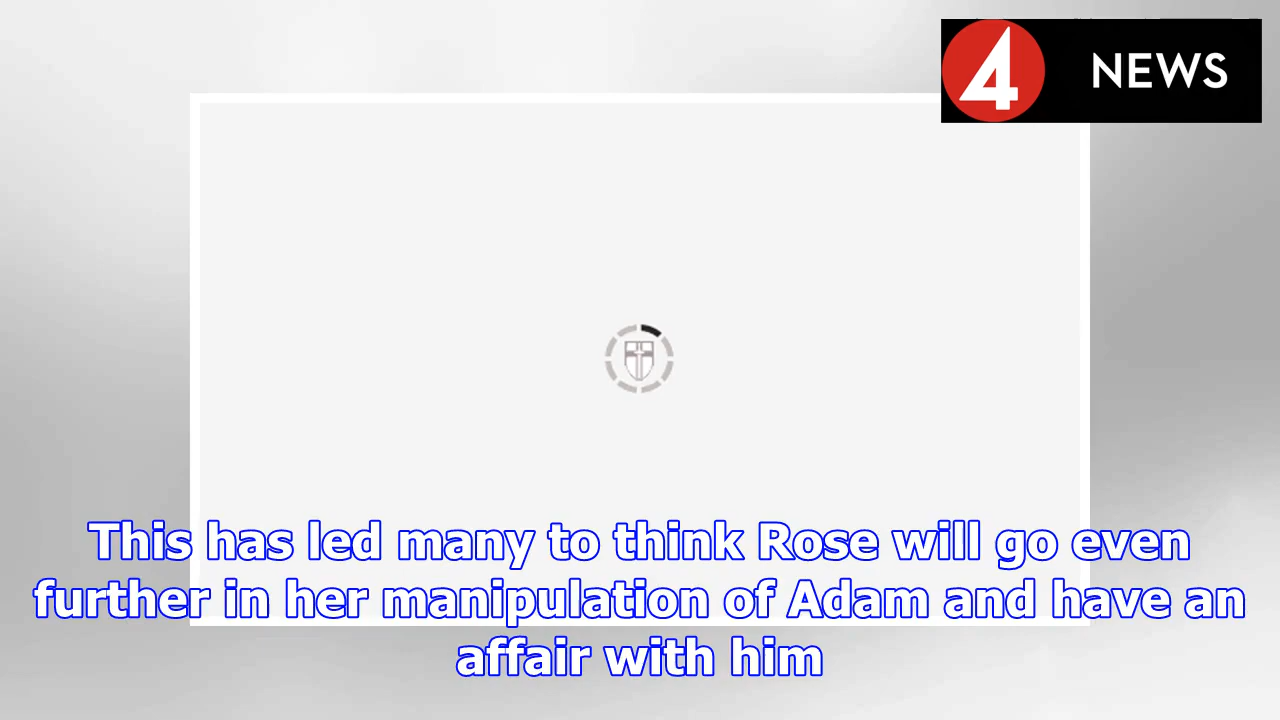 4 NEWS
This has led many to think Rose will go even
further in her manipulation of Adam and have an
affair with him